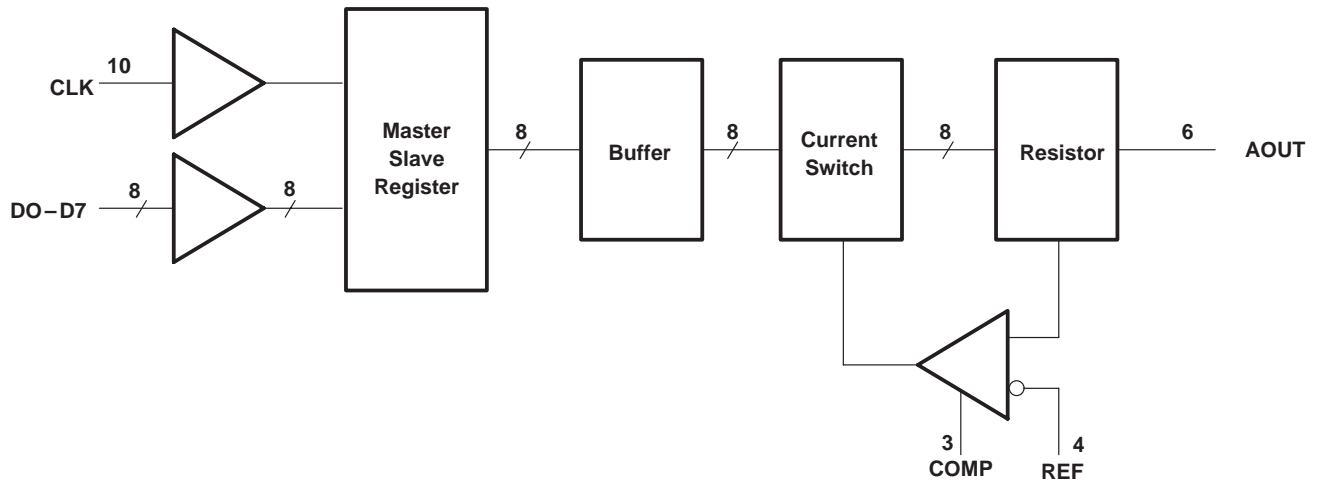 10
CLK
8
8
DO–D7
Master
Slave
Register
8
Buffer
8
Current
Switch
8
Resistor
6
AOUT
3
COMP
4
REF